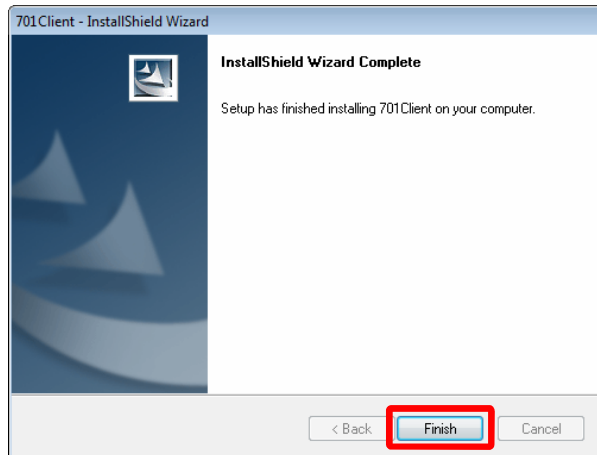 701Client - InstallShield Wizard
InstallShield Wizard Complete
Setup has finished installing 701Client on your computer.
< Back
Finish
Cancel